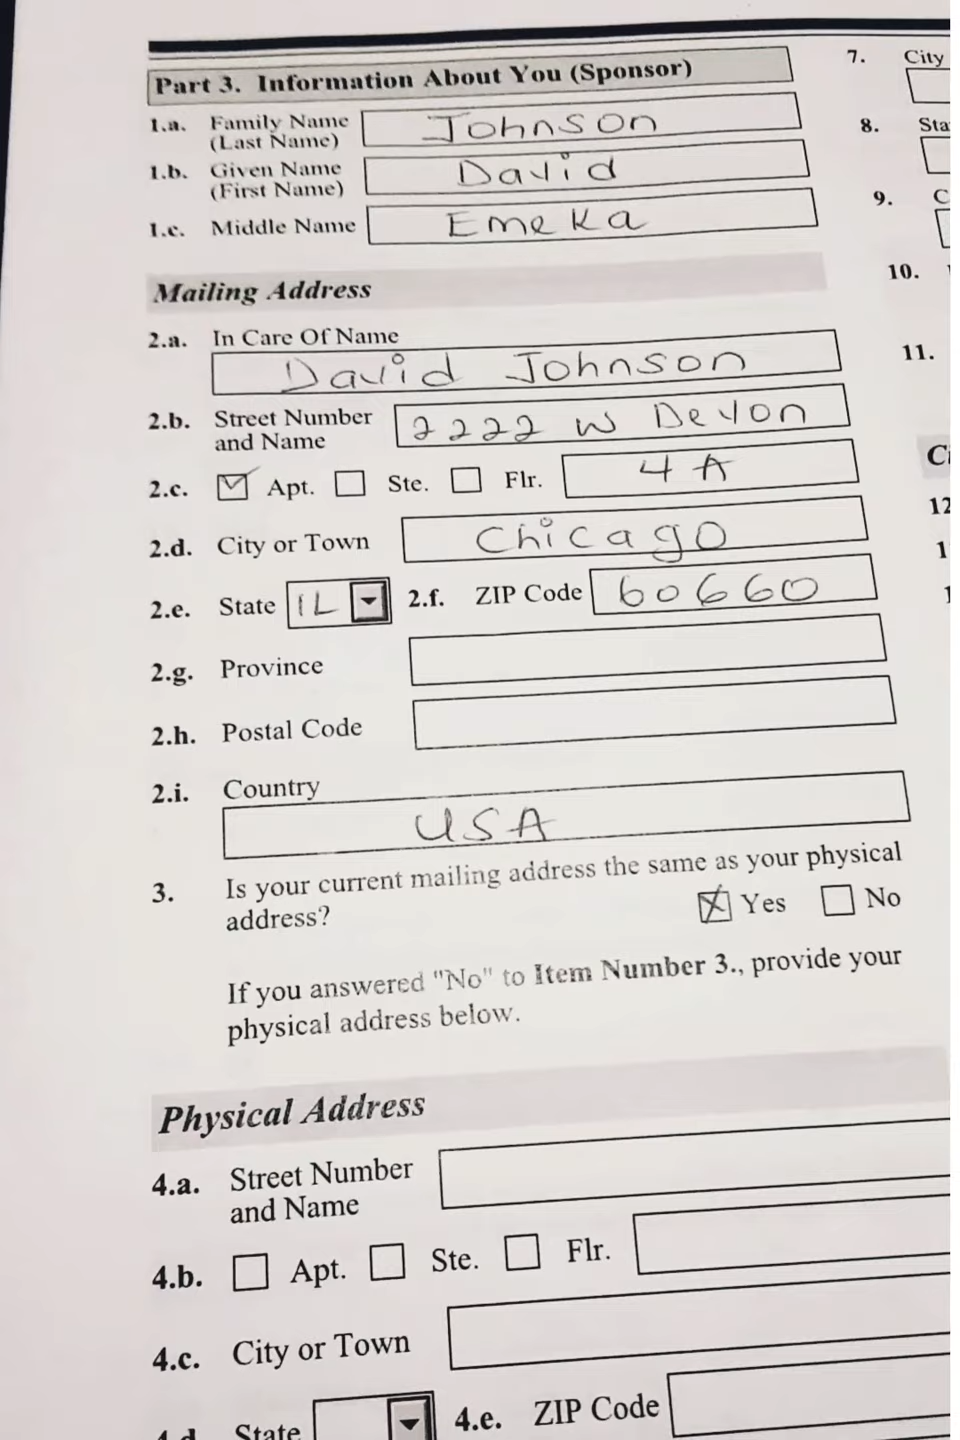 Part 3. Information About You (Sponsor)
1.a. Family Name (Last Name) Johnson
1.b. Given Name (First Name) David
1.c. Middle Name Emeka
Mailing Address
2.a. In Care Of Name
David Johnson
2.b. Street Number and Name 2222 W Devon
2.c. Apt. Ste. Flr. 4A
2.d. City or Town Chicago
2.e. State IL 2.f. ZIP Code 60660
2.g. Province
2.h. Postal Code
2.i. Country
USA
3. Is your current mailing address the same as your physical
address? Yes No
If you answered "No" to Item Number 3., provide your
physical address below.
Physical Address
4.a. Street Number and Name
4.b. Apt. Ste. Flr.
4.c. City or Town
4.d State 4.e. ZIP Code
7. City
8.
9.
10.
11.